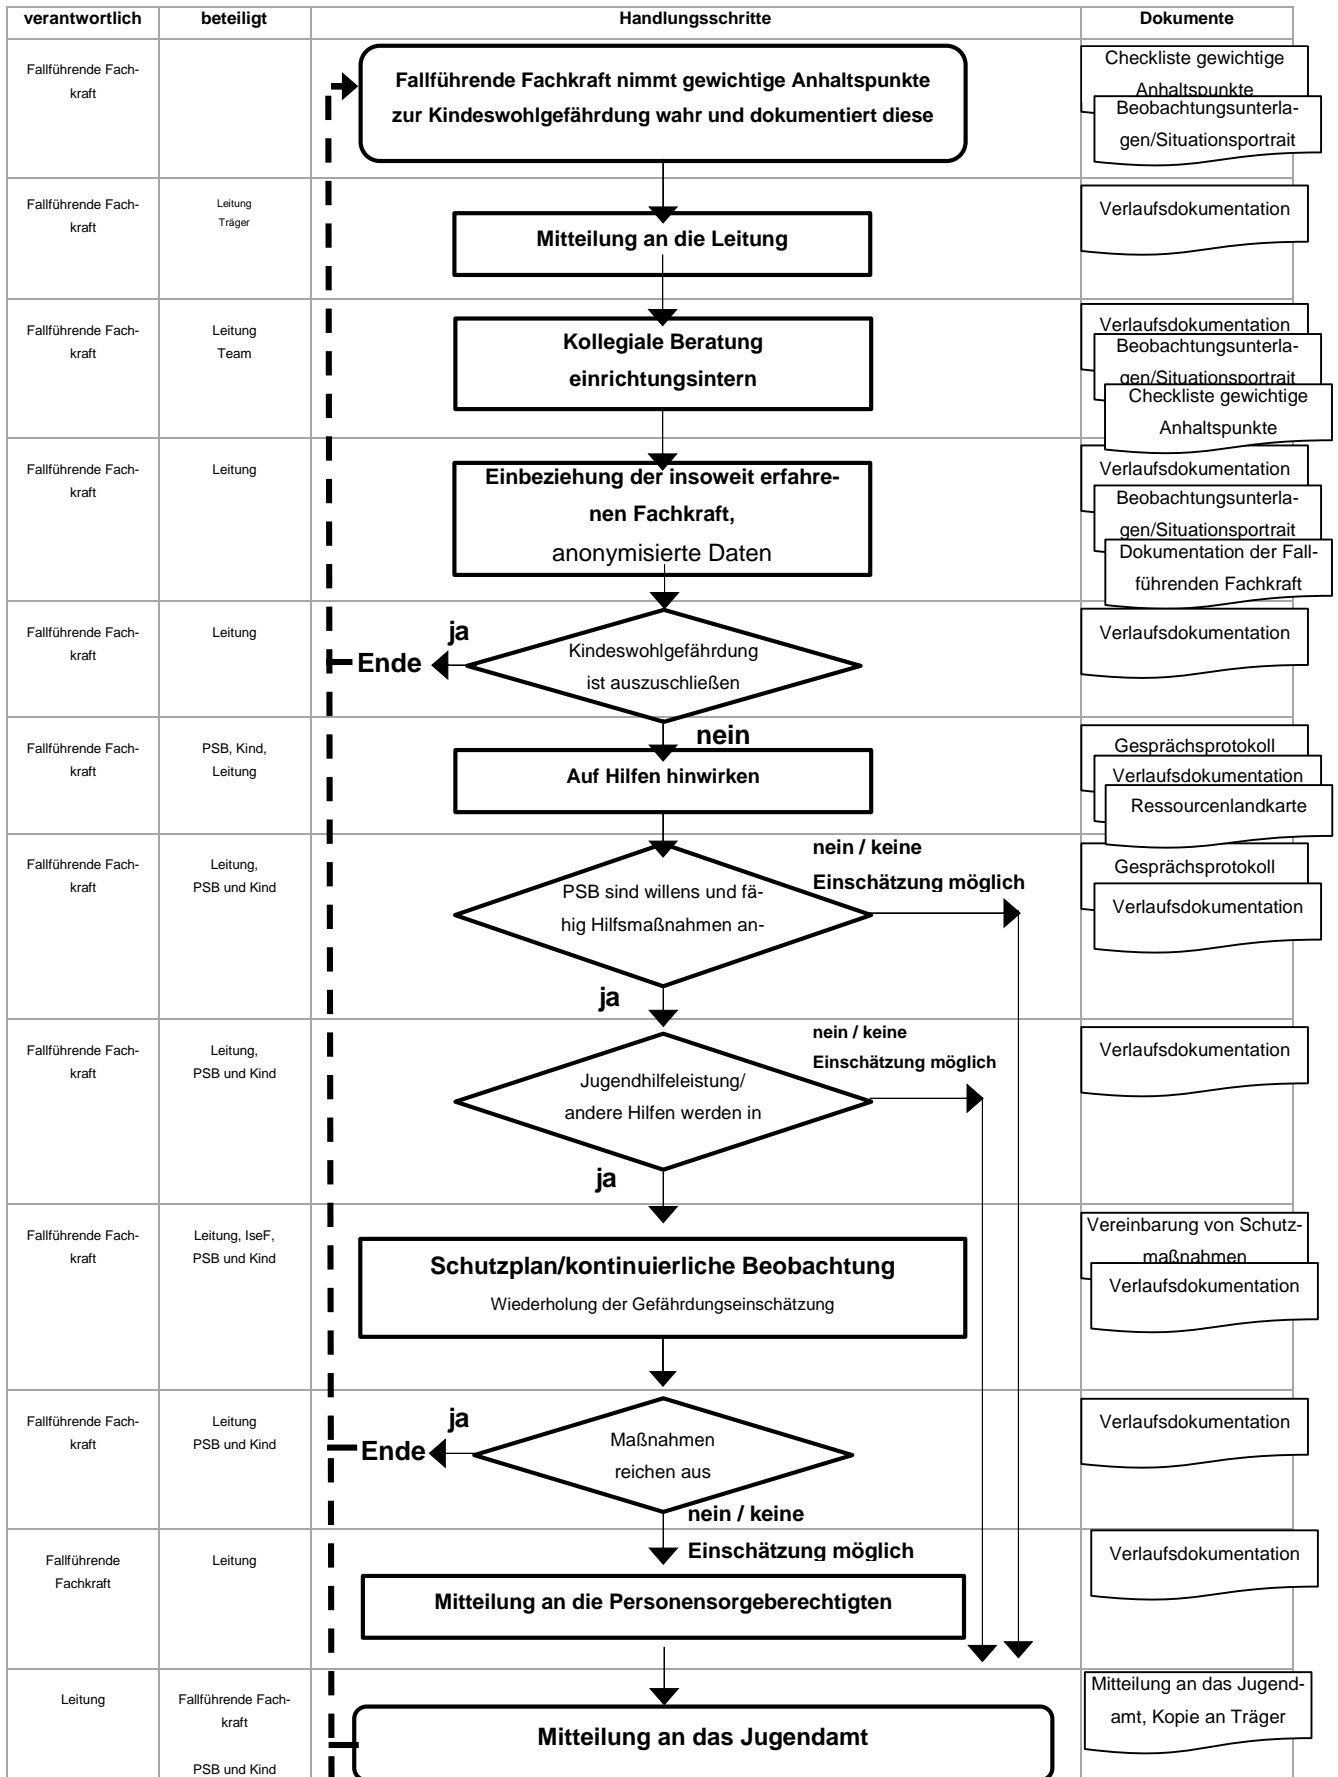 verantwortlich beteiligt Handlungsschritte Dokumente
Fallführende Fach-
kraft
Fallführende Fachkraft nimmt gewichtige Anhaltspunkte
zur Kindeswohlgefährdung wahr und dokumentiert diese
Checkliste gewichtige
Anhaltspunkte
Beobachtungsunterla-
gen/Situationsportrait
Fallführende Fach-
kraft
Leitung
Träger
Mitteilung an die Leitung
Verlaufsdokumentation
Fallführende Fach-
kraft
Leitung
Team
Kollegiale Beratung
einrichtungsintern
Verlaufsdokumentation
Beobachtungsunterla-
gen/Situationsportrait
Checkliste gewichtige
Anhaltspunkte
Fallführende Fach-
kraft
Leitung
Einbeziehung der insoweit erfahre-
nen Fachkraft,
anonymisierte Daten
Verlaufsdokumentation
Beobachtungsunterla-
gen/Situationsportrait
Dokumentation der Fall-
führenden Fachkraft
Fallführende Fach-
kraft
Leitung
ja
Ende
Kindeswohlgefährdung
ist auszuschließen
nein
Verlaufsdokumentation
Fallführende Fach-
kraft
PSB, Kind,
Leitung
Auf Hilfen hinwirken
Gesprächsprotokoll
Verlaufsdokumentation
Ressourcenlandkarte
Fallführende Fach-
kraft
Leitung,
PSB und Kind
PSB sind willens und fä-
hig Hilfsmaßnahmen an-
nein / keine
Einschätzung möglich
ja
Gesprächsprotokoll
Verlaufsdokumentation
Fallführende Fach-
kraft
Leitung,
PSB und Kind
Jugendhilfeleistung/
andere Hilfen werden in
nein / keine
Einschätzung möglich
ja
Verlaufsdokumentation
Fallführende Fach-
kraft
Leitung, IseF,
PSB und Kind
Schutzplan/kontinuierliche Beobachtung
Wiederholung der Gefährdungseinschätzung
Vereinbarung von Schutz-
maßnahmen
Verlaufsdokumentation
Fallführende Fach-
kraft
Leitung
PSB und Kind
ja
Ende
Maßnahmen
reichen aus
nein / keine
Einschätzung möglich
Verlaufsdokumentation
Fallführende
Fachkraft
Leitung
Mitteilung an die Personensorgeberechtigten
Verlaufsdokumentation
Leitung
Fallführende Fach-
kraft
PSB und Kind
Mitteilung an das Jugendamt
Mitteilung an das Jugend-
amt, Kopie an Träger